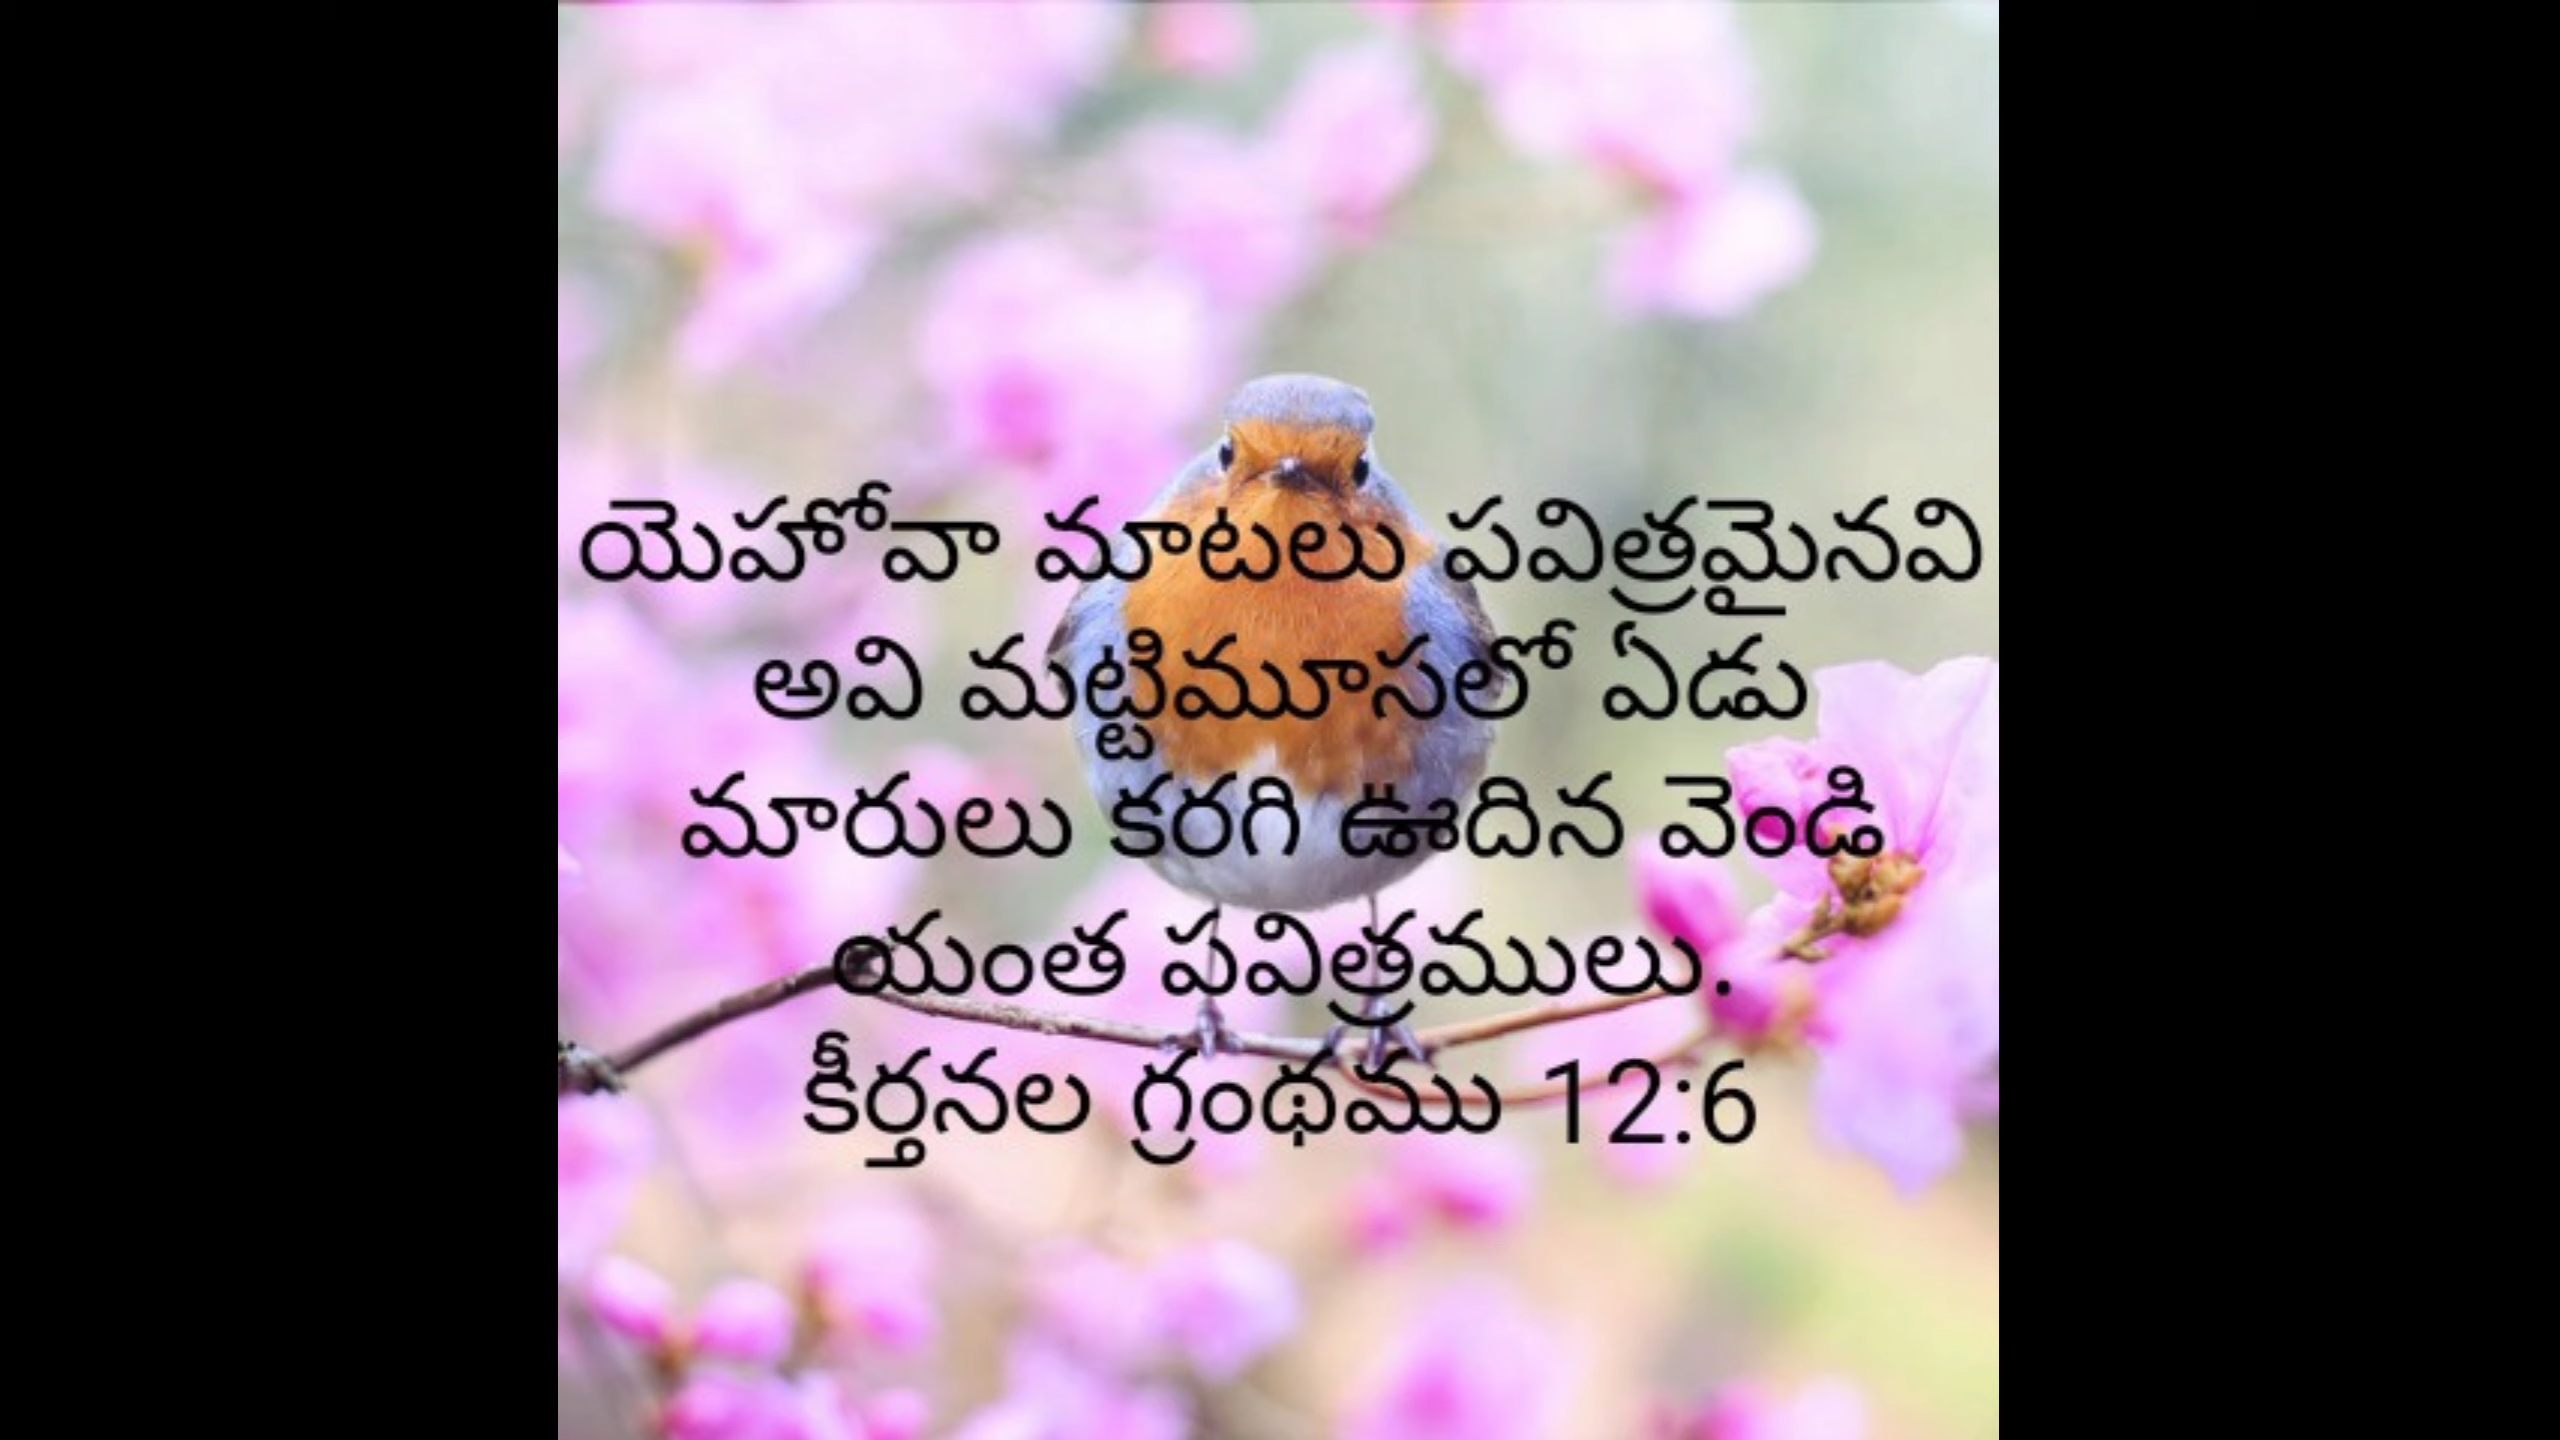 యెహోవా మాటలు పవిత్రమైనవి
అవి మట్టిమూసలో ఏడు
మారులు కరగి ఊదిన వెండి
యంత పవిత్రములు.
కీర్తనల గ్రంథము 12:6